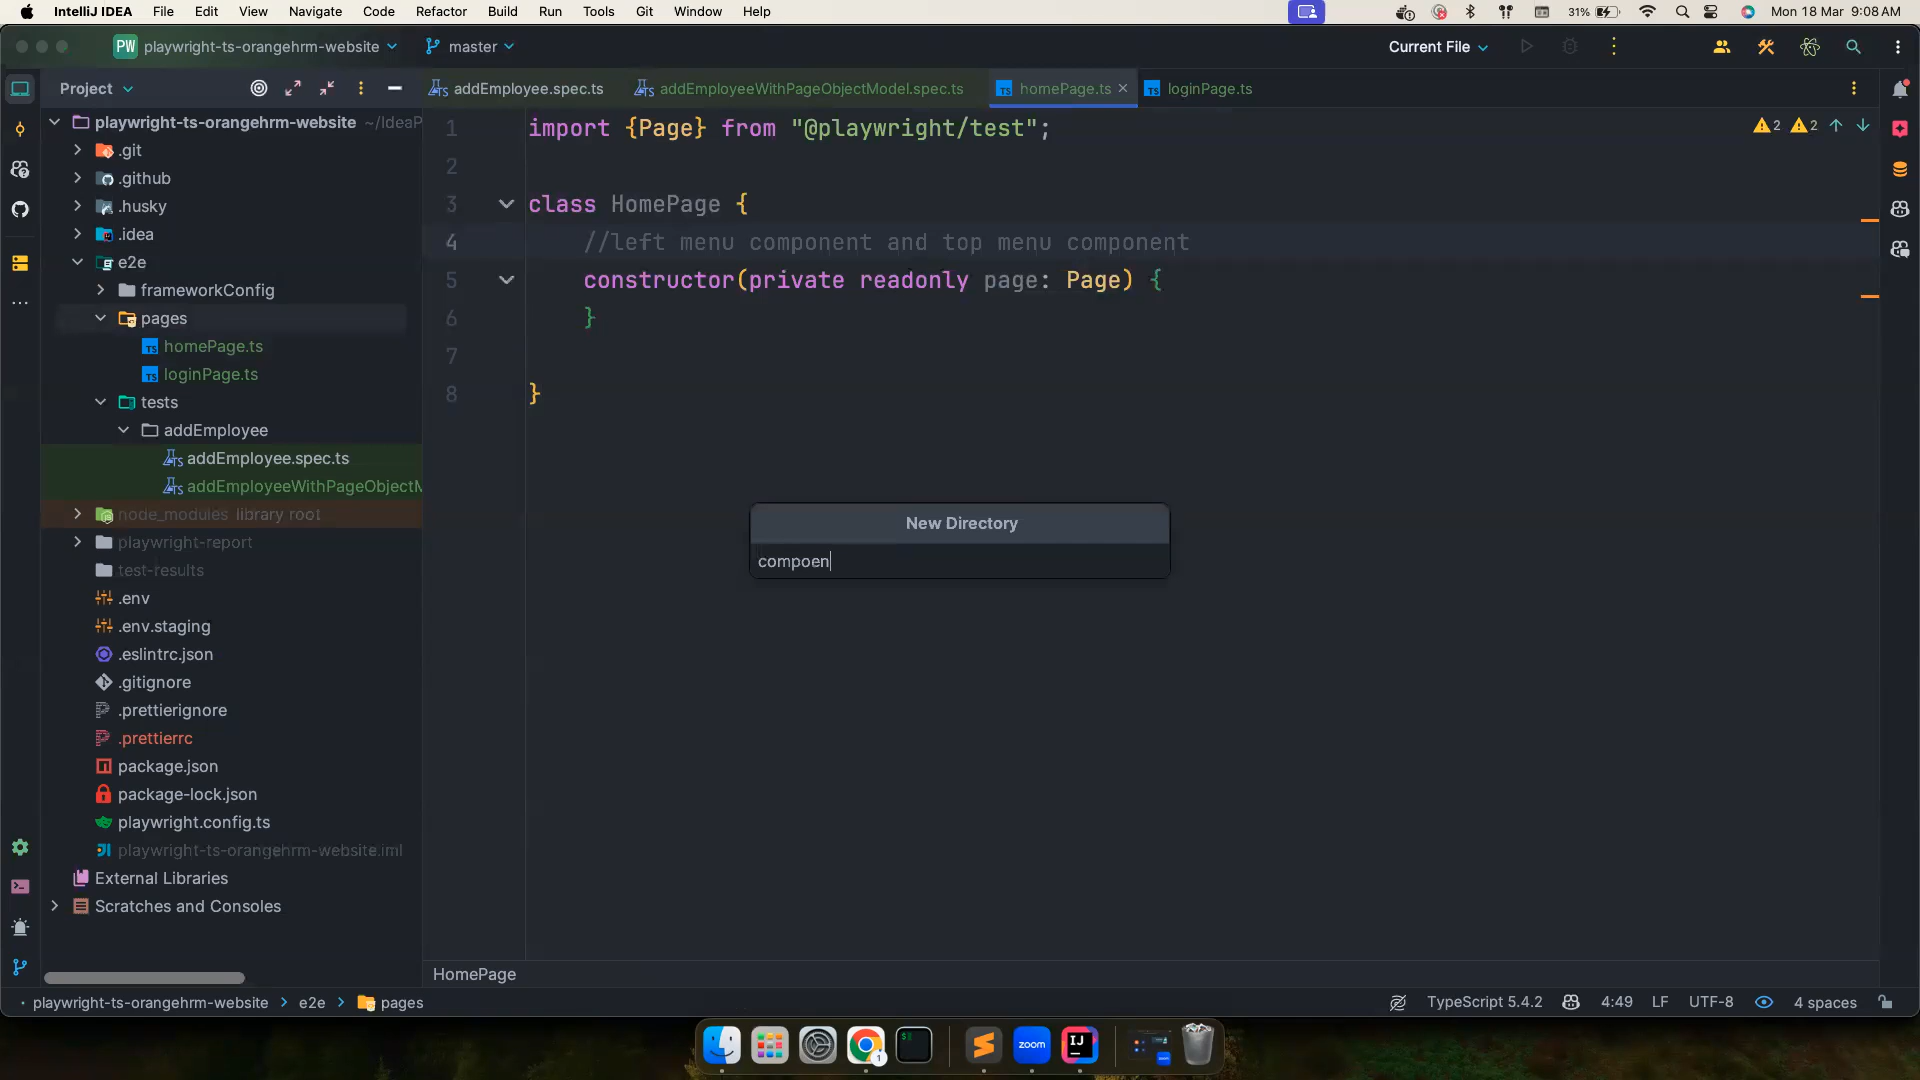 IntelliJ IDEA File Edit View Navigate Code Refactor Build Run Tools Git Window Help 31% Mon 18 Mar 9:08 AM
PW playwright-ts-orangehrm-website master Current File
Project addEmployee.spec.ts addEmployeeWithPageObjectModel.spec.ts homePage.ts loginPage.ts
playwright-ts-orangehrm-website ~/IdeaP
.git
.github
.husky
.idea
e2e
frameworkConfig
pages
homePage.ts
loginPage.ts
tests
addEmployee
addEmployee.spec.ts
addEmployeeWithPageObjectM
node_modules library root
playwright-report
test-results
.env
.env.staging
.eslintrc.json
.gitignore
.prettierignore
.prettierrc
package.json
package-lock.json
playwright.config.ts
playwright-ts-orangehrm-website.iml
External Libraries
Scratches and Consoles
1 import {Page} from "@playwright/test";
2
3 class HomePage {
4 //left menu component and top menu component
5 constructor(private readonly page: Page) {
6 }
7
8 }
2 2
New Directory
compoen
HomePage
playwright-ts-orangehrm-website e2e pages TypeScript 5.4.2 4:49 LF UTF-8 4 spaces
1 zoom IJ